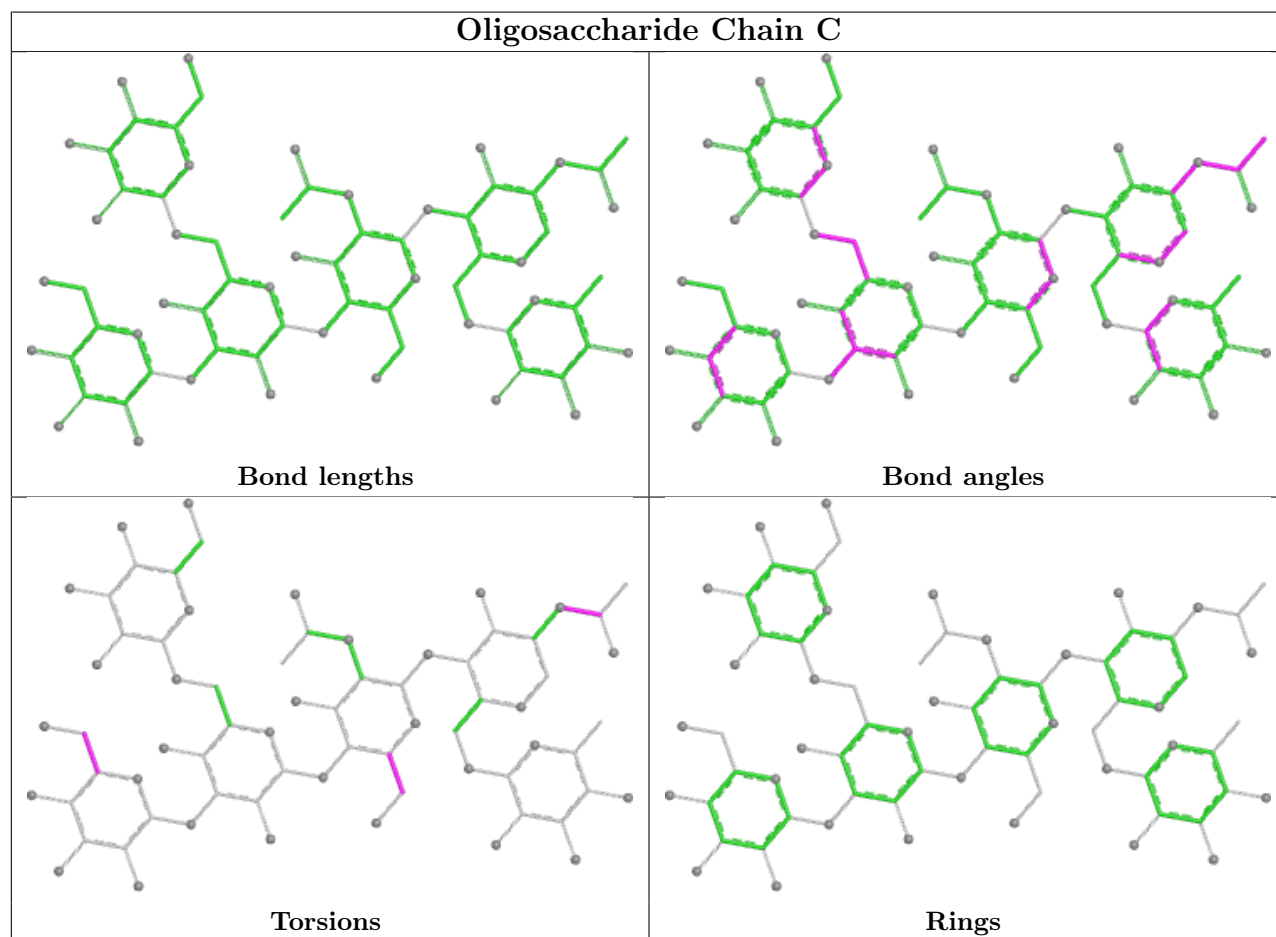 Oligosaccharide Chain C
Bond lengths
Bond angles
Torsions
Rings